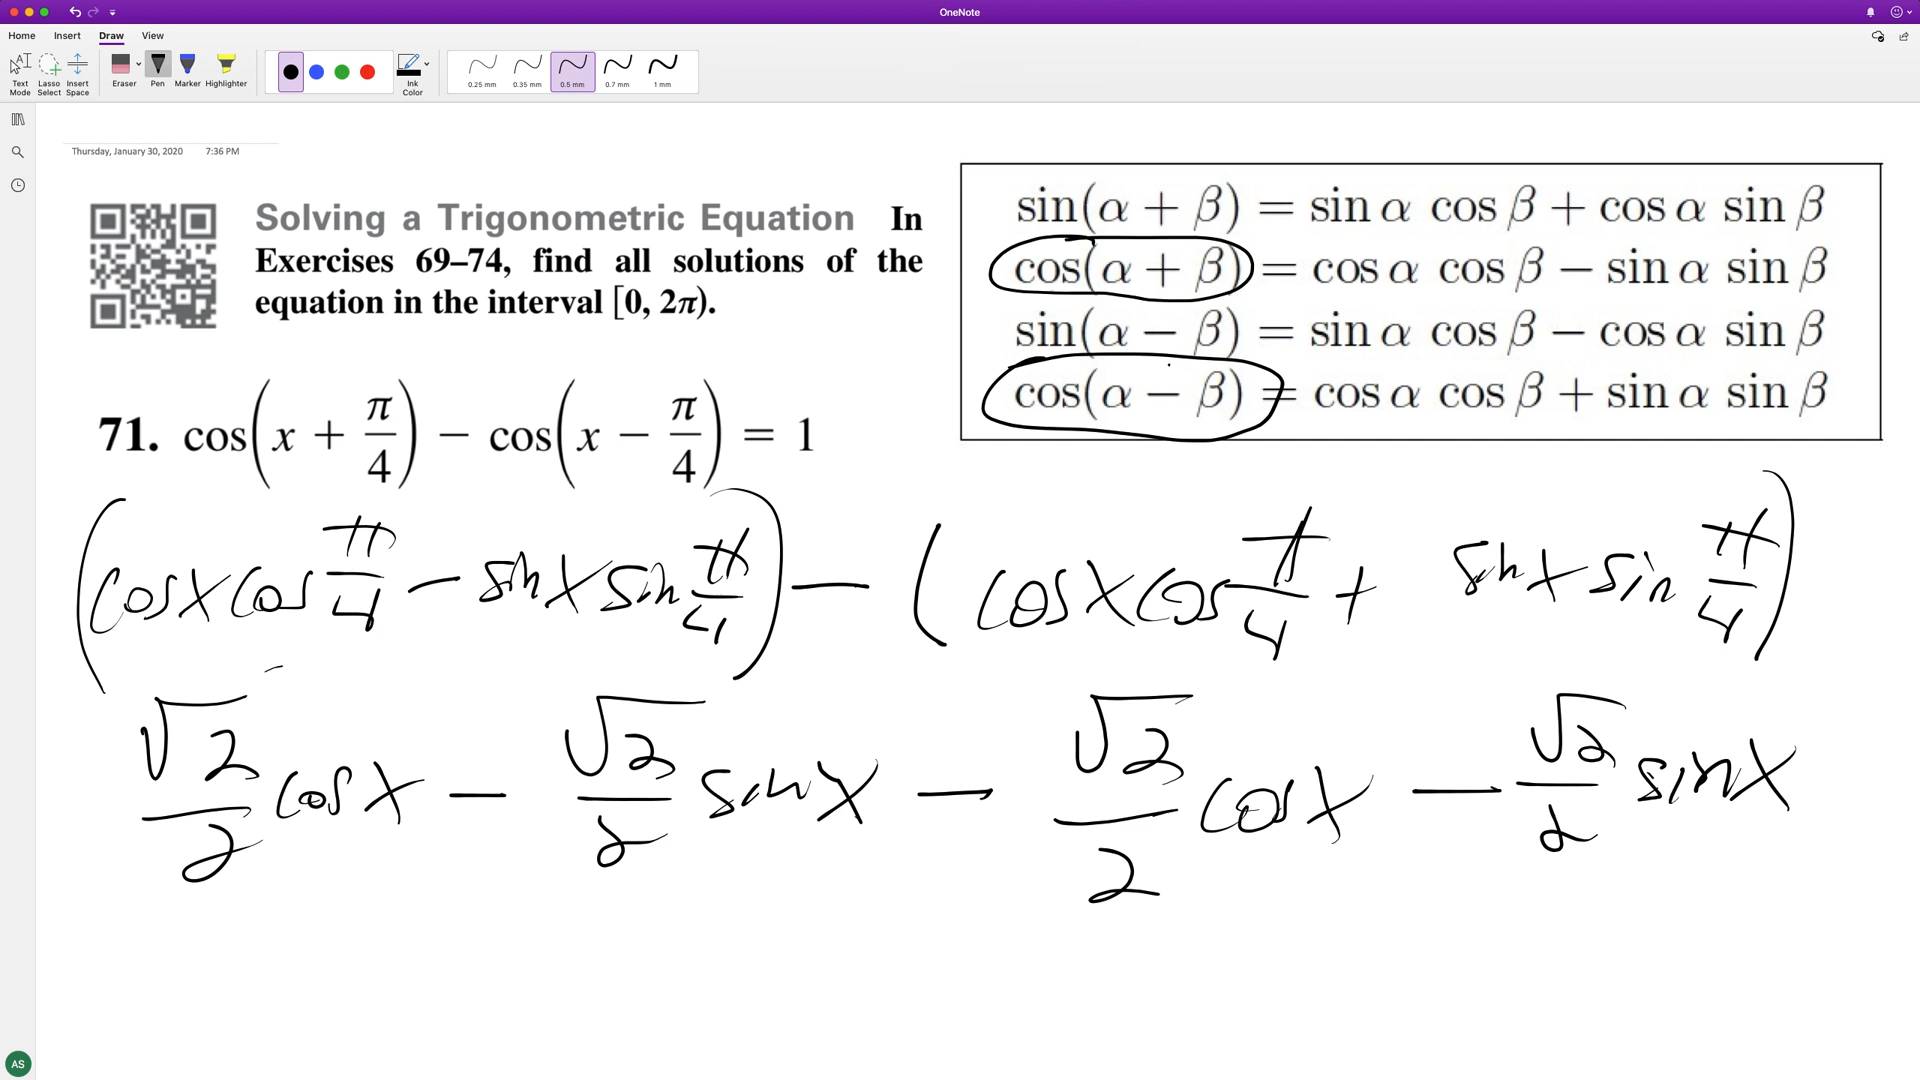 OneNote
Home Insert Draw View
Text Mode Lasso Select Insert Space Eraser Pen Marker Highlighter Ink Color 0.25 mm 0.35 mm 0.5 mm 0.7 mm 1 mm
Thursday, January 30, 2020 7:36 PM
Solving a Trigonometric Equation In
Exercises 69–74, find all solutions of the
equation in the interval [0, 2π).
sin(α + β) = sin α cos β + cos α sin β
cos(α + β) = cos α cos β − sin α sin β
sin(α − β) = sin α cos β − cos α sin β
cos(α − β) = cos α cos β + sin α sin β
71. cos(x + π/4) − cos(x − π/4) = 1
(cosx cos π/4 − sinx sin π/4) − (cosx cos π/4 + sinx sin π/4)
√2/2 cosx − √2/2 sinx − √2/2 cosx − √2/2 sinx
AS